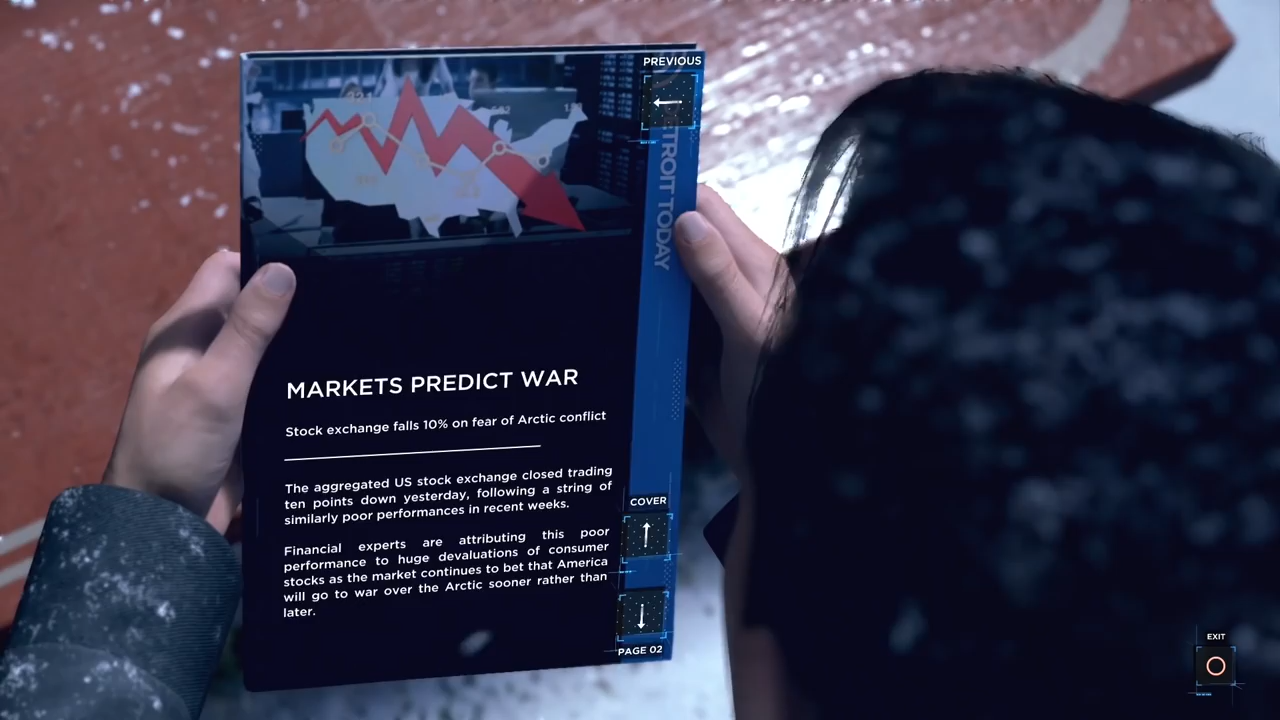 PREVIOUS
TROIT TODAY
MARKETS PREDICT WAR
Stock exchange falls 10% on fear of Arctic conflict
The aggregated US stock exchange closed trading
ten points down yesterday, following a string of
similarly poor performances in recent weeks.
Financial experts are attributing this poor
performance to huge devaluations of consumer
stocks as the market continues to bet that America
will go to war over the Arctic sooner rather than
later.
COVER
PAGE 02
EXIT